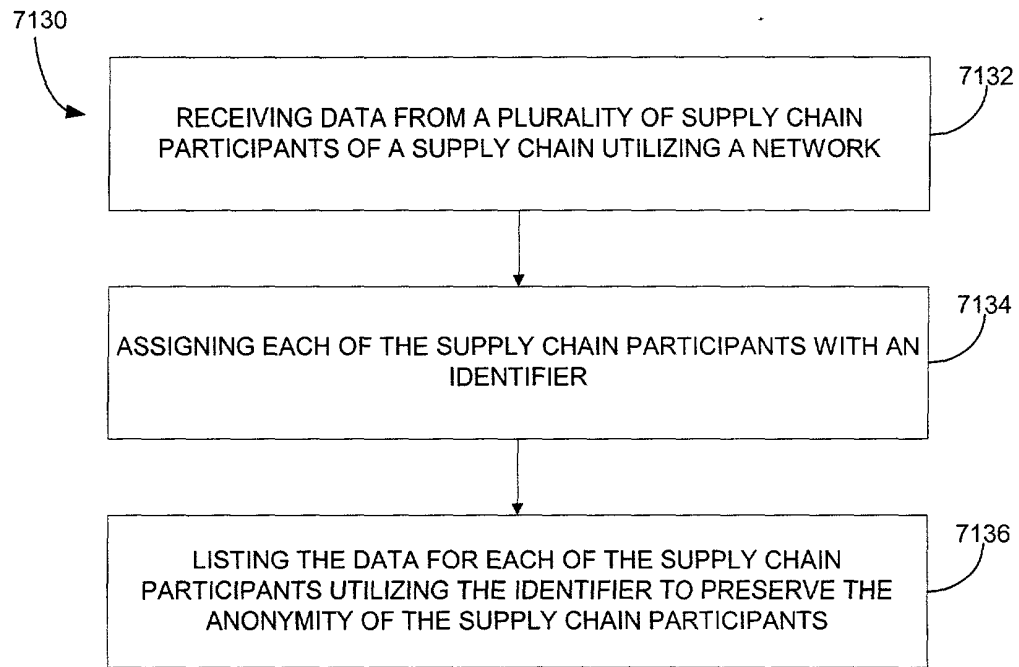 7130
7132
RECEIVING DATA FROM A PLURALITY OF SUPPLY CHAIN
PARTICIPANTS OF A SUPPLY CHAIN UTILIZING A NETWORK
7134
ASSIGNING EACH OF THE SUPPLY CHAIN PARTICIPANTS WITH AN
IDENTIFIER
7136
LISTING THE DATA FOR EACH OF THE SUPPLY CHAIN
PARTICIPANTS UTILIZING THE IDENTIFIER TO PRESERVE THE
ANONYMITY OF THE SUPPLY CHAIN PARTICIPANTS